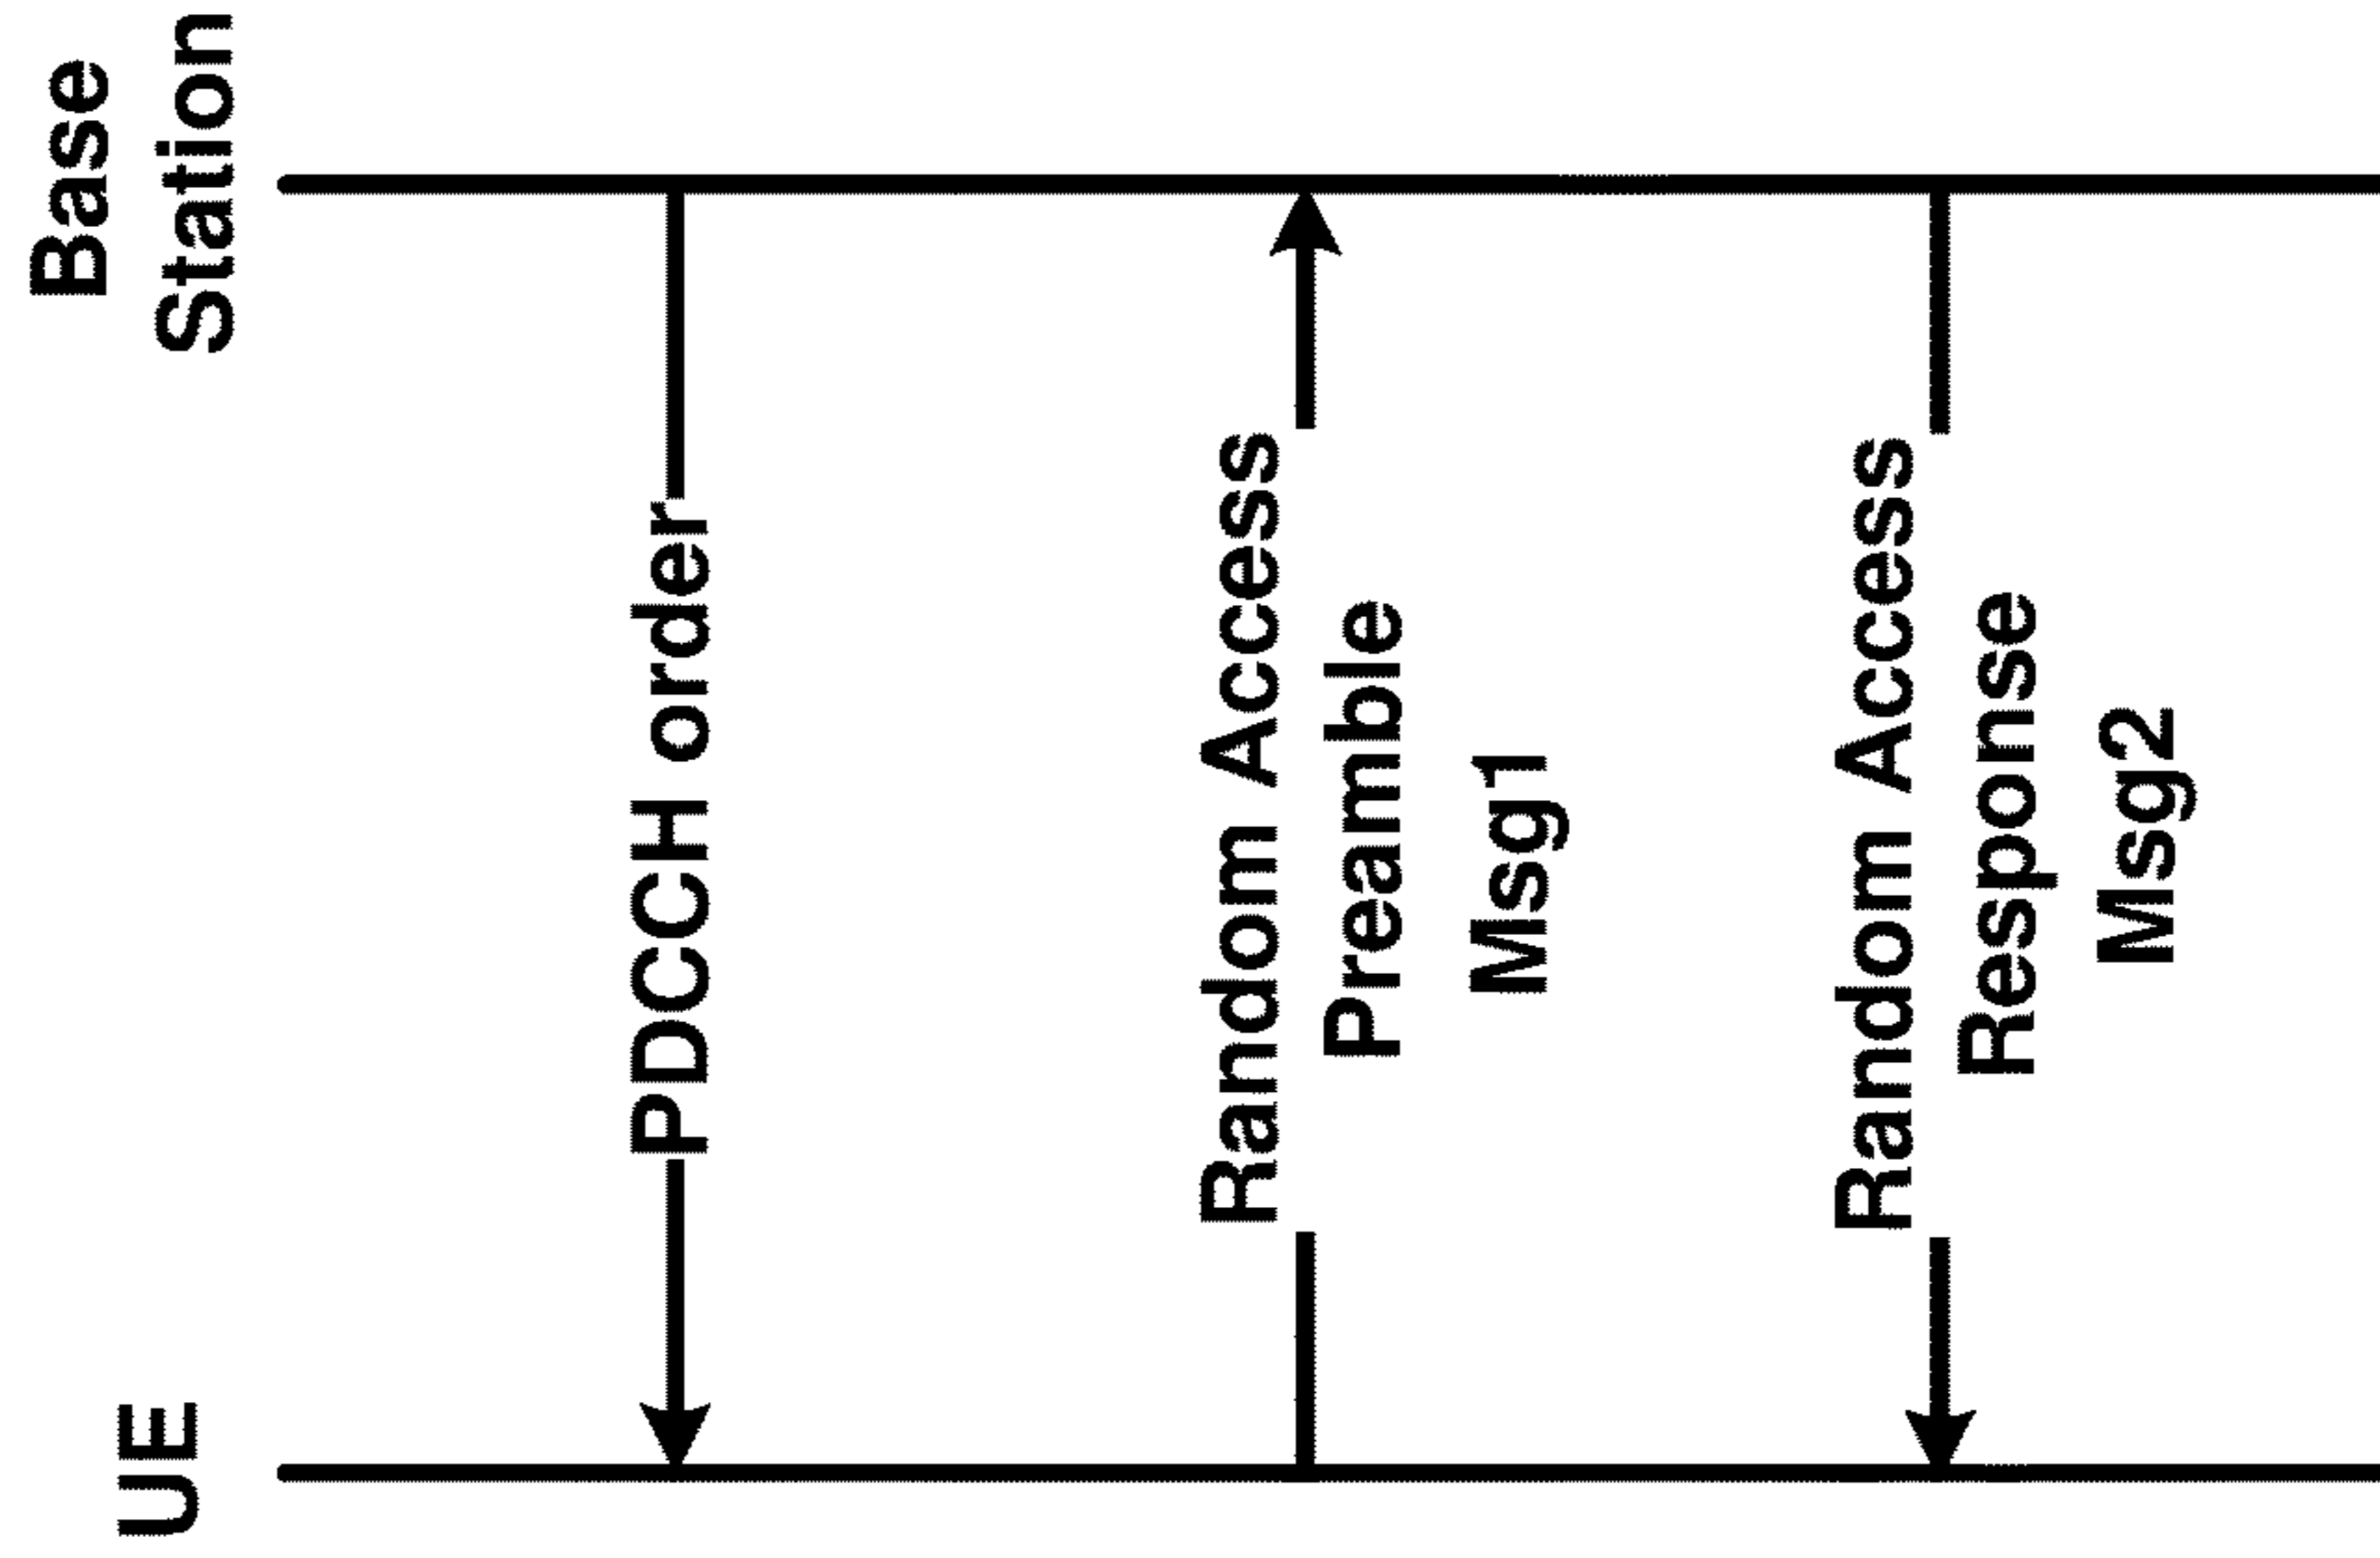 UE
Base
Station
PDCCH order
Random Access
Preamble
Msg1
Random Access
Response
Msg2